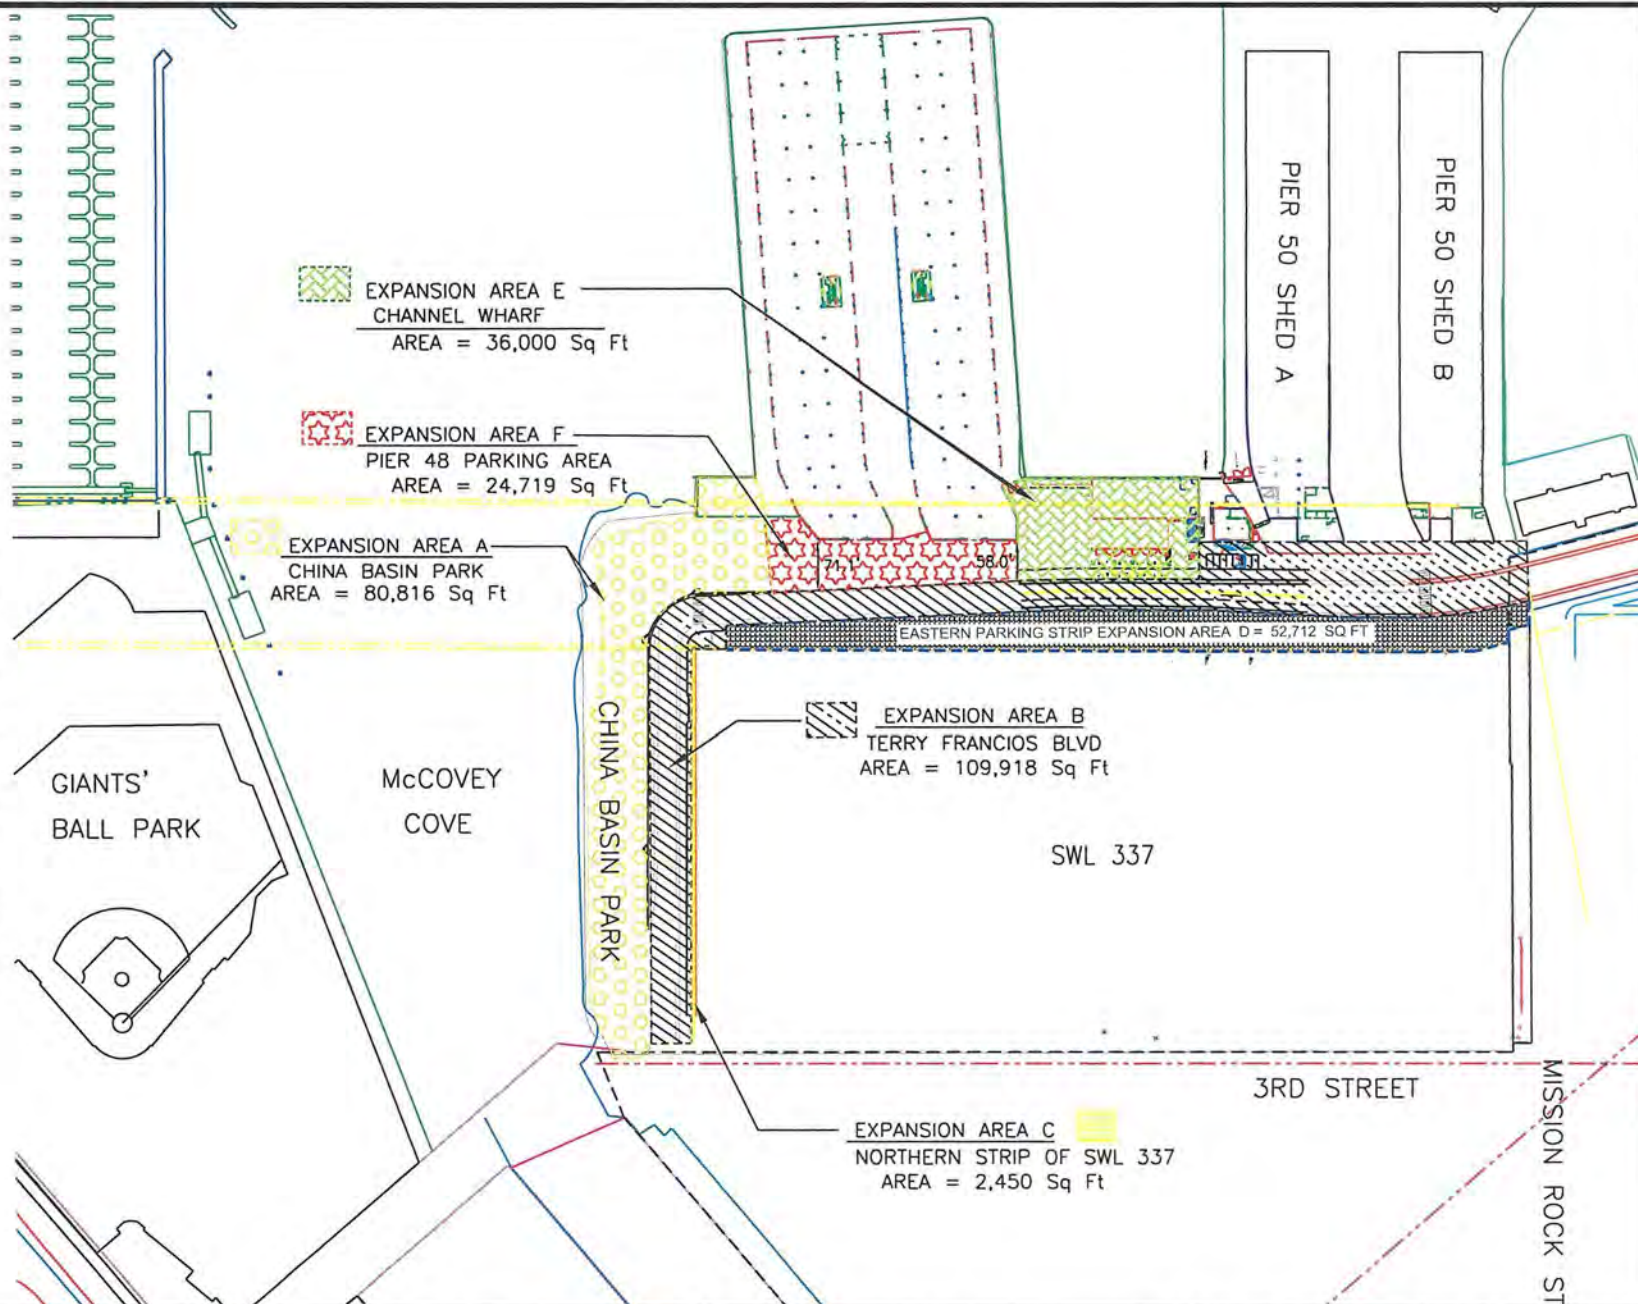 PIER 50 SHED A
PIER 50 SHED B
EXPANSION AREA E
CHANNEL WHARF
AREA = 36,000 Sq Ft
EXPANSION AREA F
PIER 48 PARKING AREA
AREA = 24,719 Sq Ft
EXPANSION AREA A
CHINA BASIN PARK
AREA = 80,816 Sq Ft
71.1
58.0
EASTERN PARKING STRIP EXPANSION AREA D = 52,712 SQ FT
EXPANSION AREA B
TERRY FRANCIOS BLVD
AREA = 109,918 Sq Ft
CHINA BASIN PARK
GIANTS'
BALL PARK
McCOVEY
COVE
SWL 337
3RD STREET
EXPANSION AREA C
NORTHERN STRIP OF SWL 337
AREA = 2,450 Sq Ft
MISSION ROCK ST